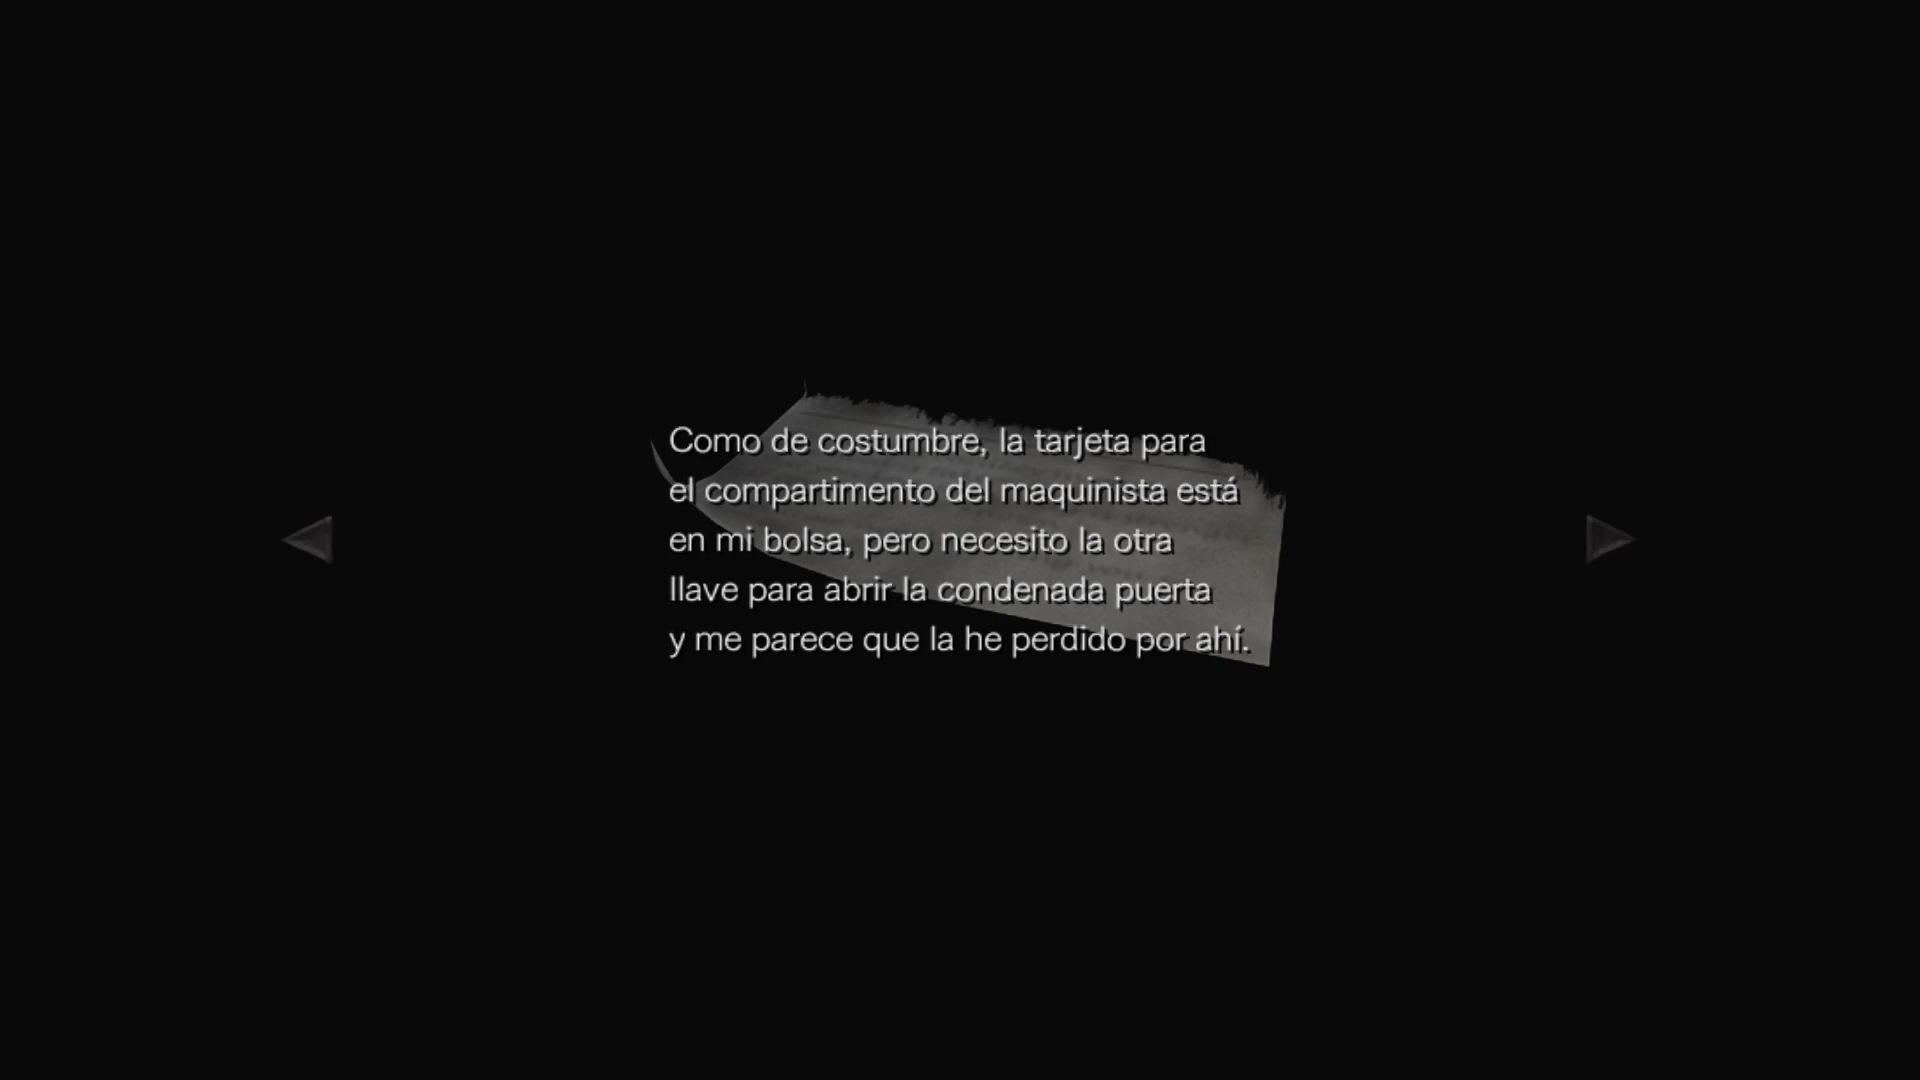 Como de costumbre, la tarjeta para
el compartimento del maquinista está
en mi bolsa, pero necesito la otra
llave para abrir la condenada puerta
y me parece que la he perdido por ahí.